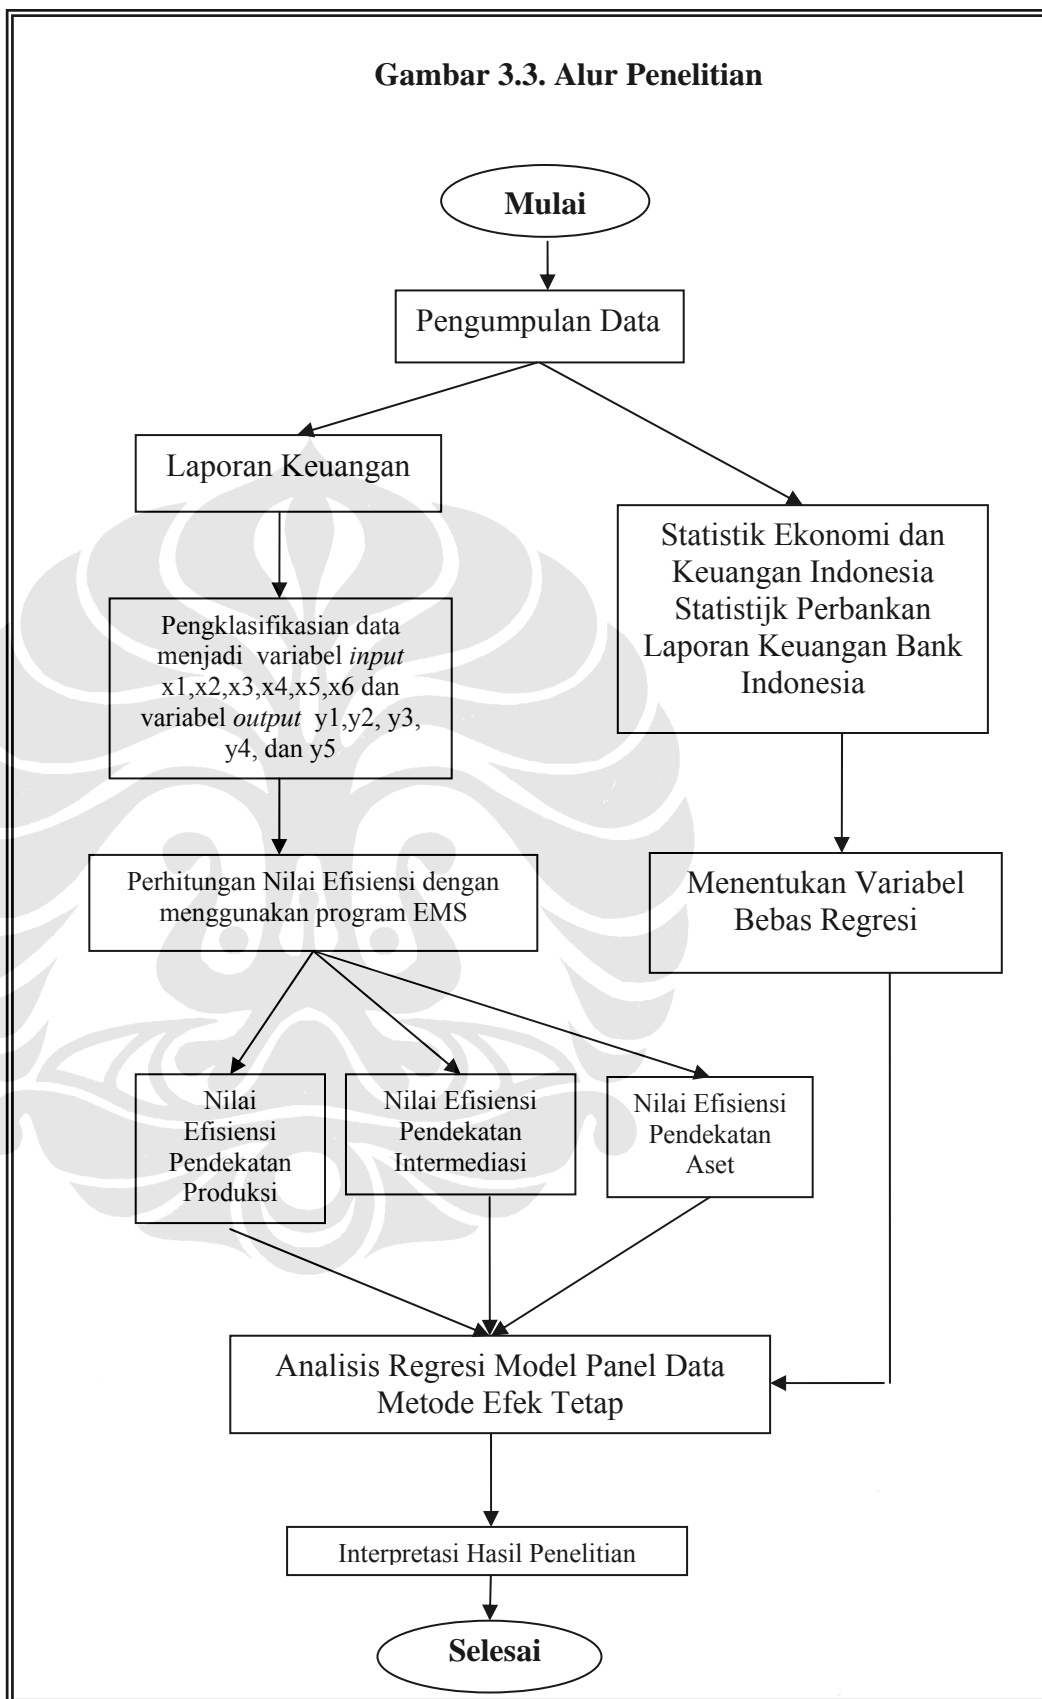 Gambar 3.3. Alur Penelitian
Mulai
Pengumpulan Data
Laporan Keuangan
Statistik Ekonomi dan
Keuangan Indonesia
Statistijk Perbankan
Laporan Keuangan Bank
Indonesia
Pengklasifikasian data
menjadi variabel input
x1,x2,x3,x4,x5,x6 dan
variabel output y1,y2, y3,
y4, dan y5
Perhitungan Nilai Efisiensi dengan
menggunakan program EMS
Menentukan Variabel
Bebas Regresi
Nilai
Efisiensi
Pendekatan
Produksi
Nilai Efisiensi
Pendekatan
Intermediasi
Nilai Efisiensi
Pendekatan
Aset
Analisis Regresi Model Panel Data
Metode Efek Tetap
Interpretasi Hasil Penelitian
Selesai